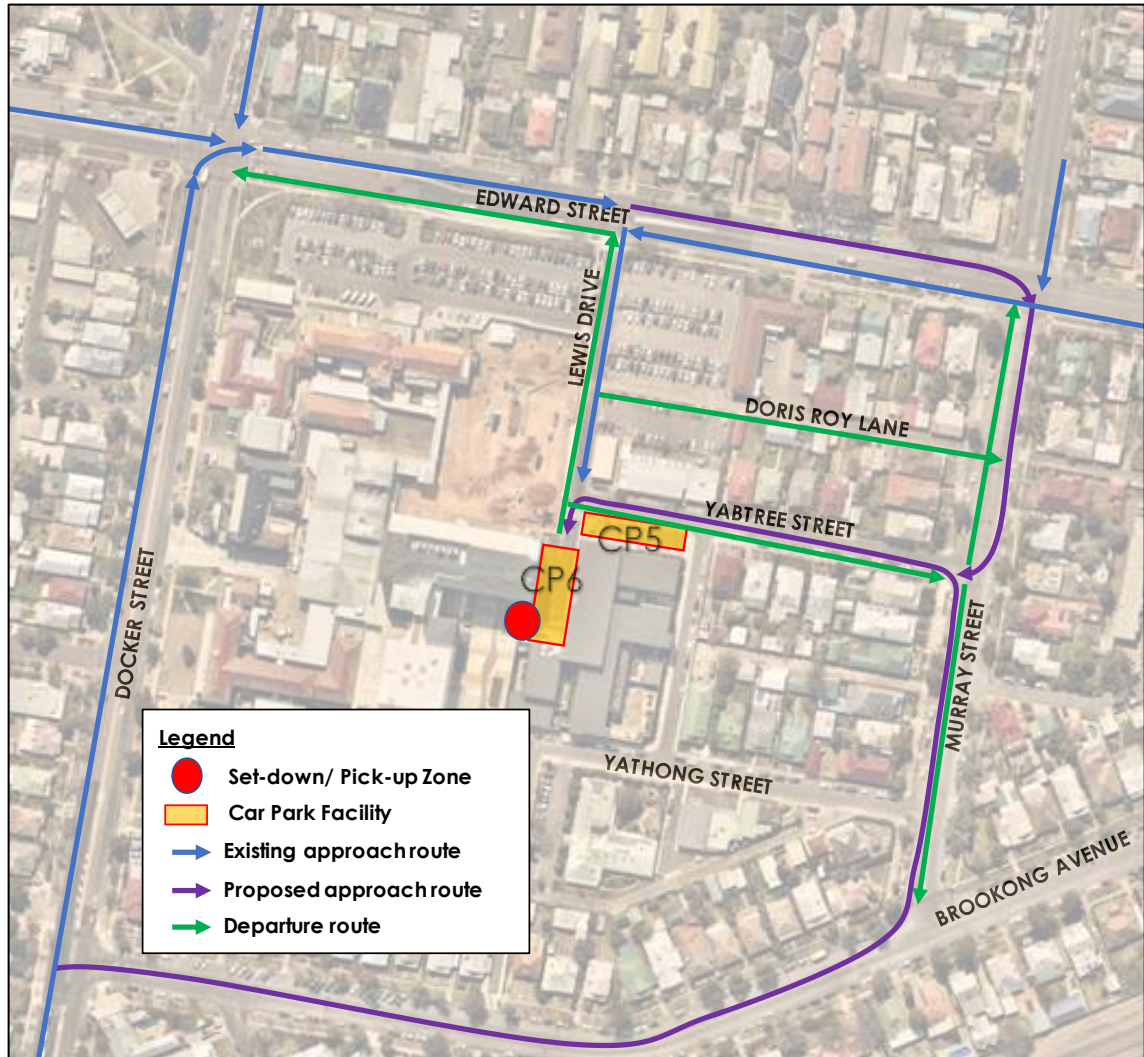 EDWARD STREET
LEWIS DRIVE
DORIS ROY LANE
YABTREE STREET
CP5
CP6
DOCKER STREET
MURRAY STREET
YATHONG STREET
BROOKONG AVENUE
Legend
Set-down/ Pick-up Zone
Car Park Facility
Existing approach route
Proposed approach route
Departure route